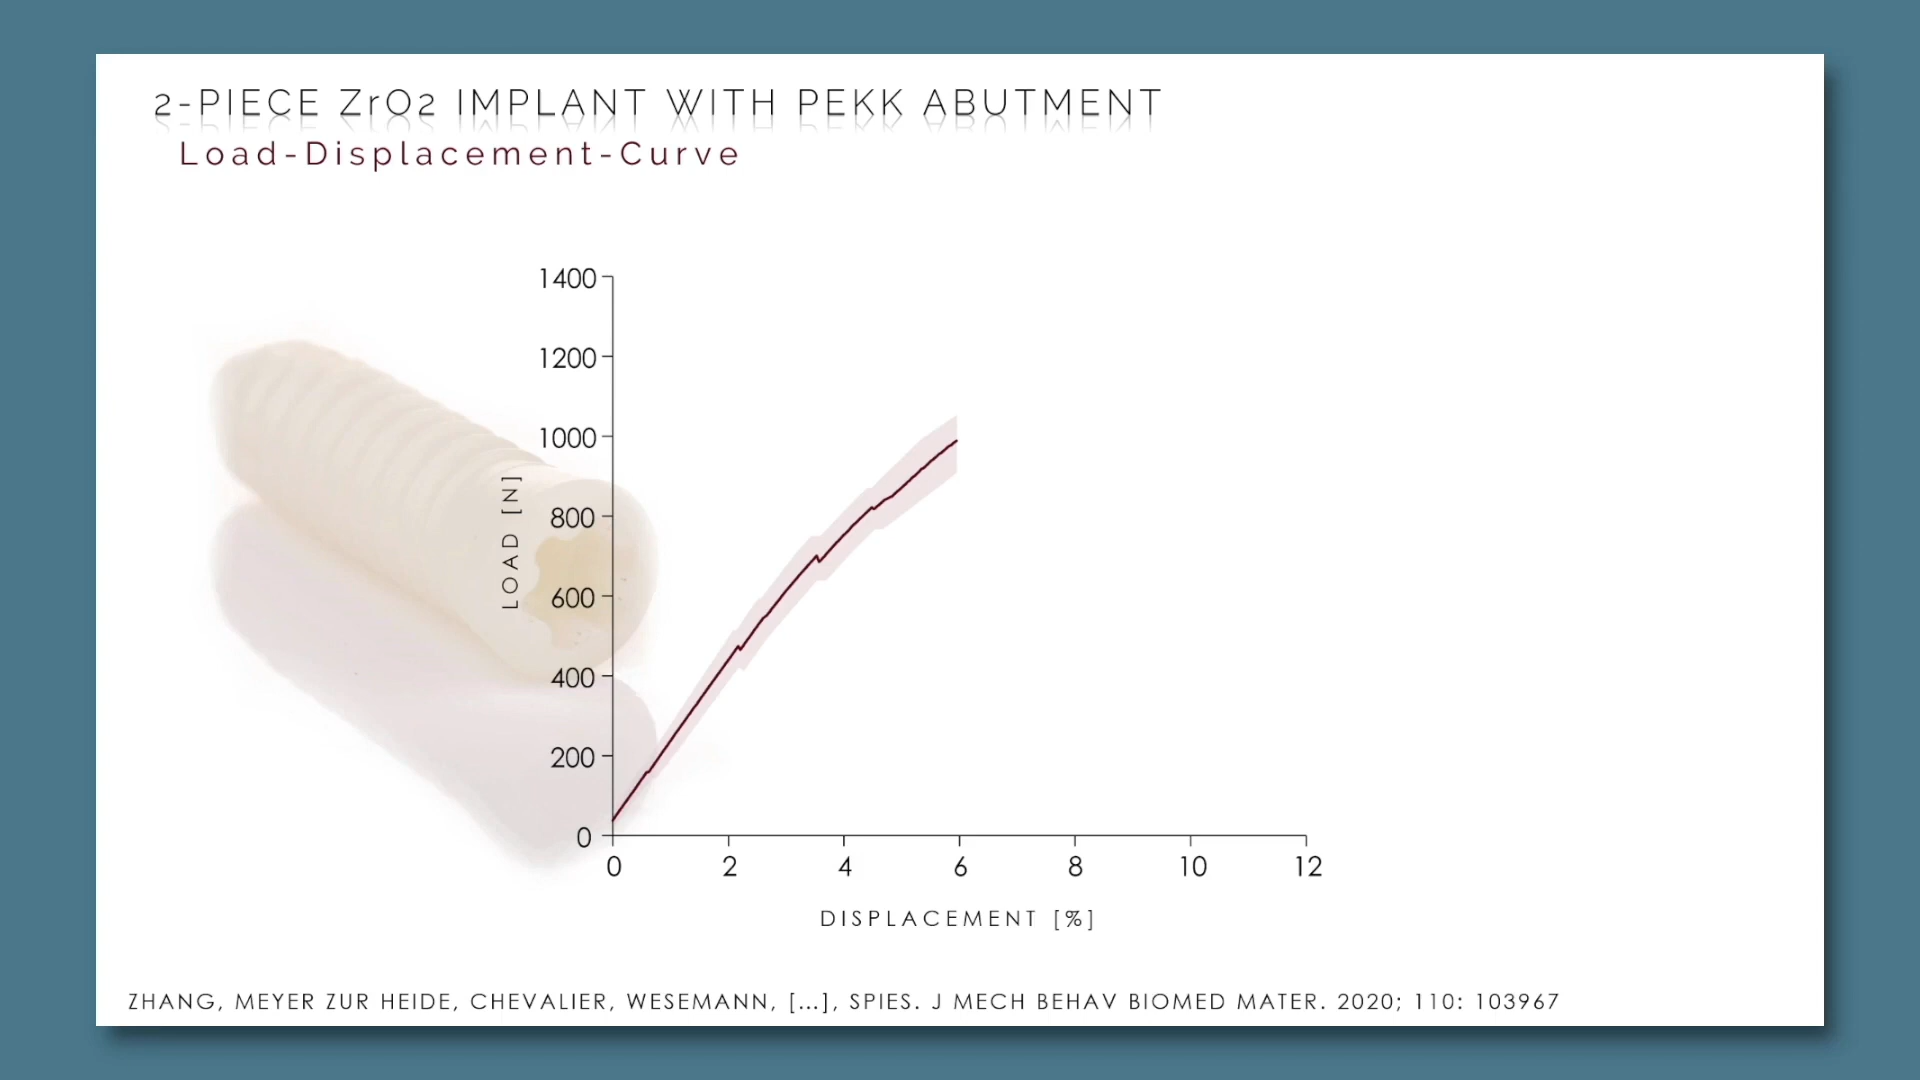 2-PIECE ZrO2 IMPLANT WITH PEKK ABUTMENT
Load-Displacement-Curve
1400
1200
1000
800
600
400
200
0
LOAD [N]
0 2 4 6 8 10 12
DISPLACEMENT [%]
ZHANG, MEYER ZUR HEIDE, CHEVALIER, WESEMANN, [...], SPIES. J MECH BEHAV BIOMED MATER. 2020; 110: 103967